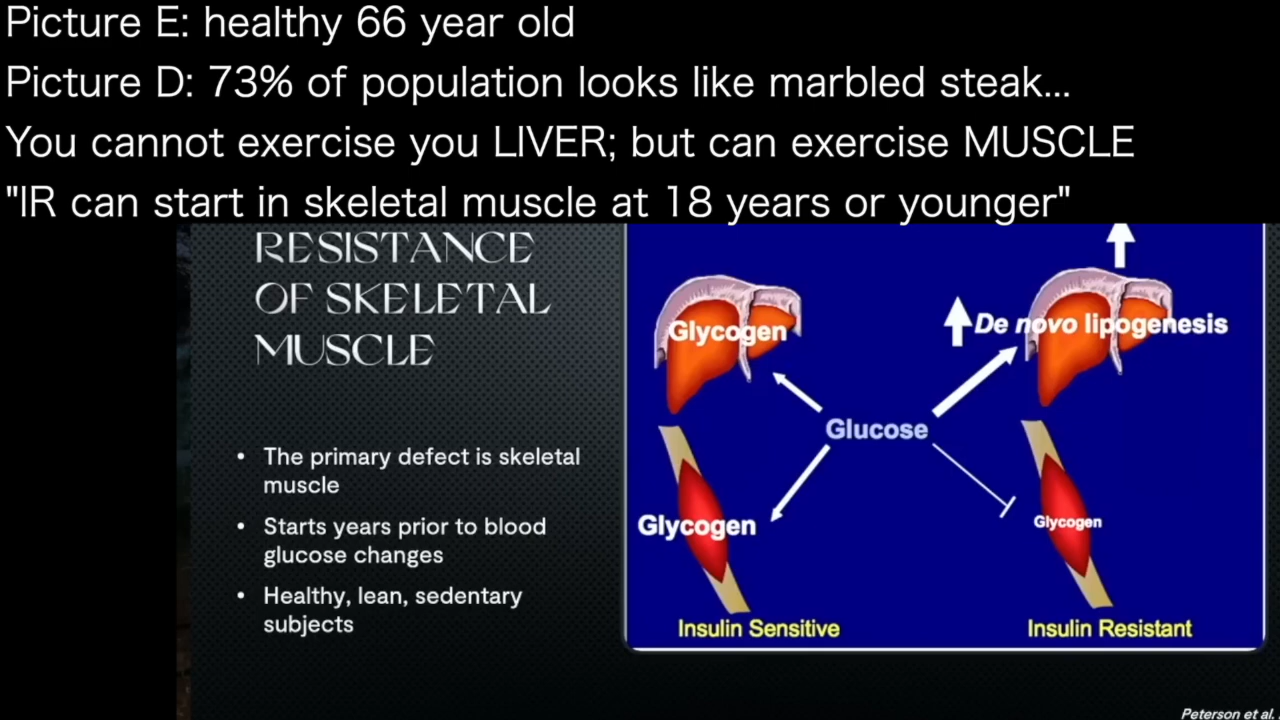 Picture E: healthy 66 year old
Picture D: 73% of population looks like marbled steak...
You cannot exercise you LIVER; but can exercise MUSCLE
"IR can start in skeletal muscle at 18 years or younger"
RESISTANCE
OF SKELETAL
MUSCLE
• The primary defect is skeletal
muscle
• Starts years prior to blood
glucose changes
• Healthy, lean, sedentary
subjects
Glycogen
De novo lipogenesis
Glucose
Glycogen
Glycogen
Insulin Sensitive
Insulin Resistant
Peterson et al.